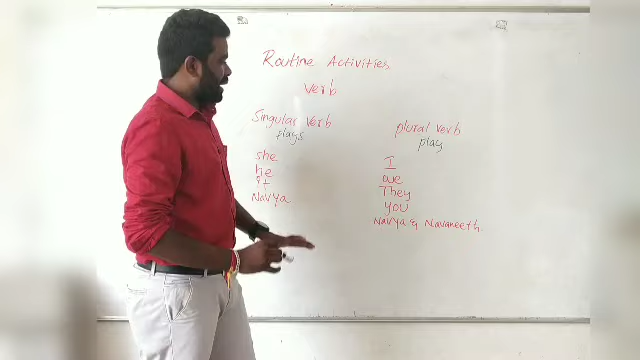 Routine Activities
Verb
Singular verb
plays
she
he
it
Navya
plural verb
play
I
we
They
you
Navya & Navaneeth